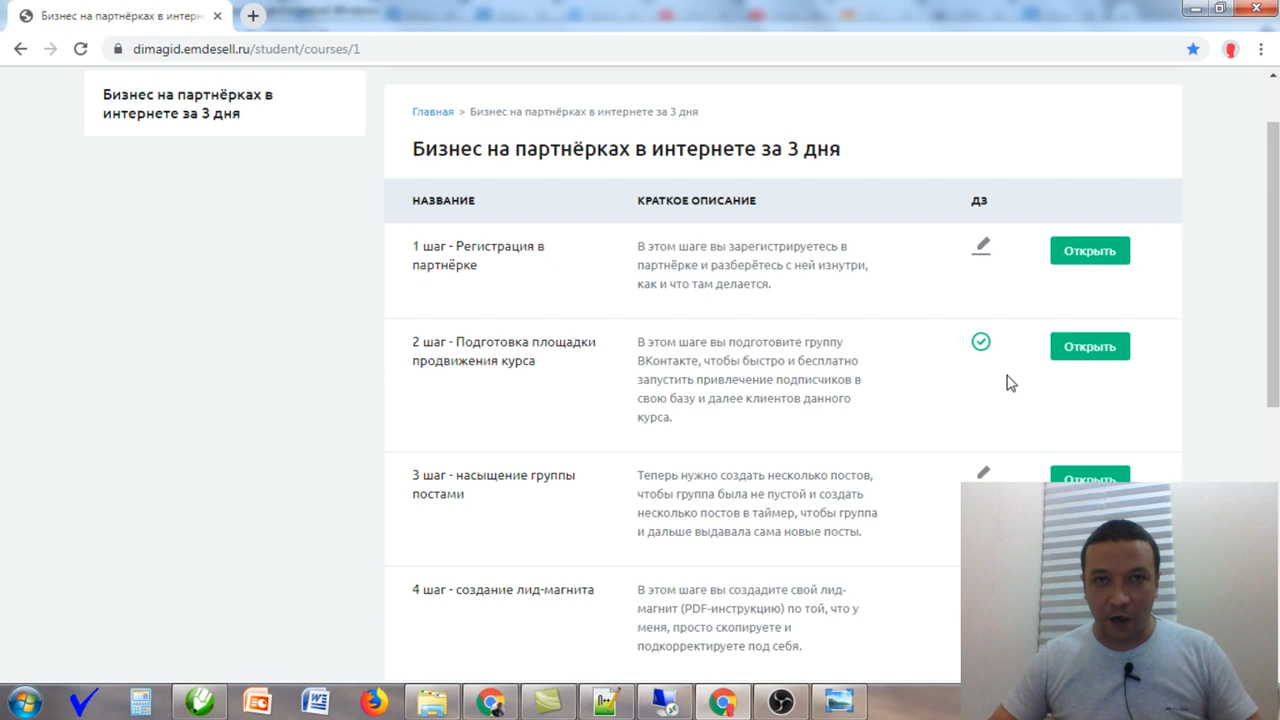 Бизнес на партнёрках в интерн
dimagid.emdesell.ru/student/courses/1
Бизнес на партнёрках в
интернете за 3 дня
Главная > Бизнес на партнёрках в интернете за 3 дня
Бизнес на партнёрках в интернете за 3 дня
НАЗВАНИЕ КРАТКОЕ ОПИСАНИЕ ДЗ
1 шаг - Регистрация в
партнёрке
В этом шаге вы зарегистрируетесь в
партнёрке и разберётесь с ней изнутри,
как и что там делается.
Открыть
2 шаг - Подготовка площадки
продвижения курса
В этом шаге вы подготовите группу
ВКонтакте, чтобы быстро и бесплатно
запустить привлечение подписчиков в
свою базу и далее клиентов данного
курса.
Открыть
3 шаг - насыщение группы
постами
Теперь нужно создать несколько постов,
чтобы группа была не пустой и создать
несколько постов в таймер, чтобы группа
и дальше выдавала сама новые посты.
Открыть
4 шаг - создание лид-магнита
В этом шаге вы создадите свой лид-
магнит (PDF-инструкцию) по той, что у
меня, просто скопируете и
подкорректируете под себя.